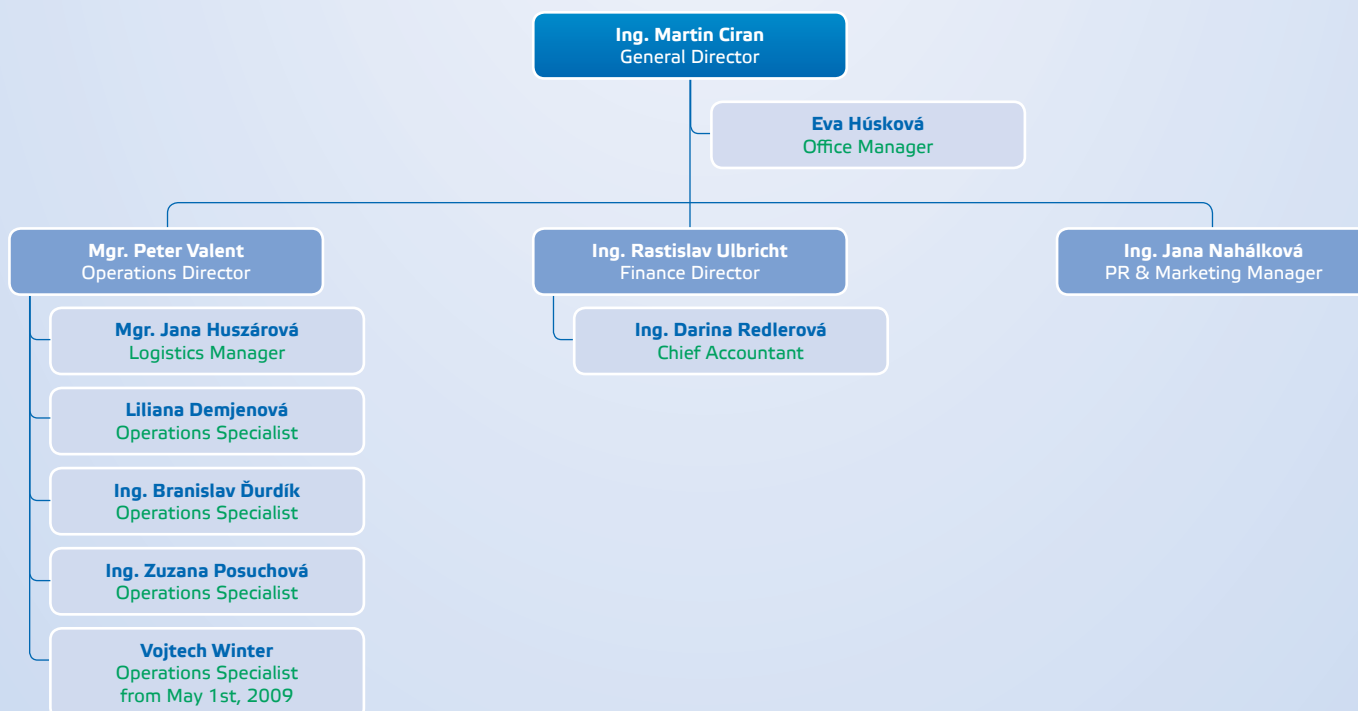 Ing. Martin Ciran
General Director
Eva Húsková
Office Manager
Mgr. Peter Valent
Operations Director
Ing. Rastislav Ulbricht
Finance Director
Ing. Jana Nahálková
PR & Marketing Manager
Mgr. Jana Huszárová
Logistics Manager
Ing. Darina Redlerová
Chief Accountant
Liliana Demjenová
Operations Specialist
Ing. Branislav Ďurdík
Operations Specialist
Ing. Zuzana Posuchová
Operations Specialist
Vojtech Winter
Operations Specialist
from May 1st, 2009